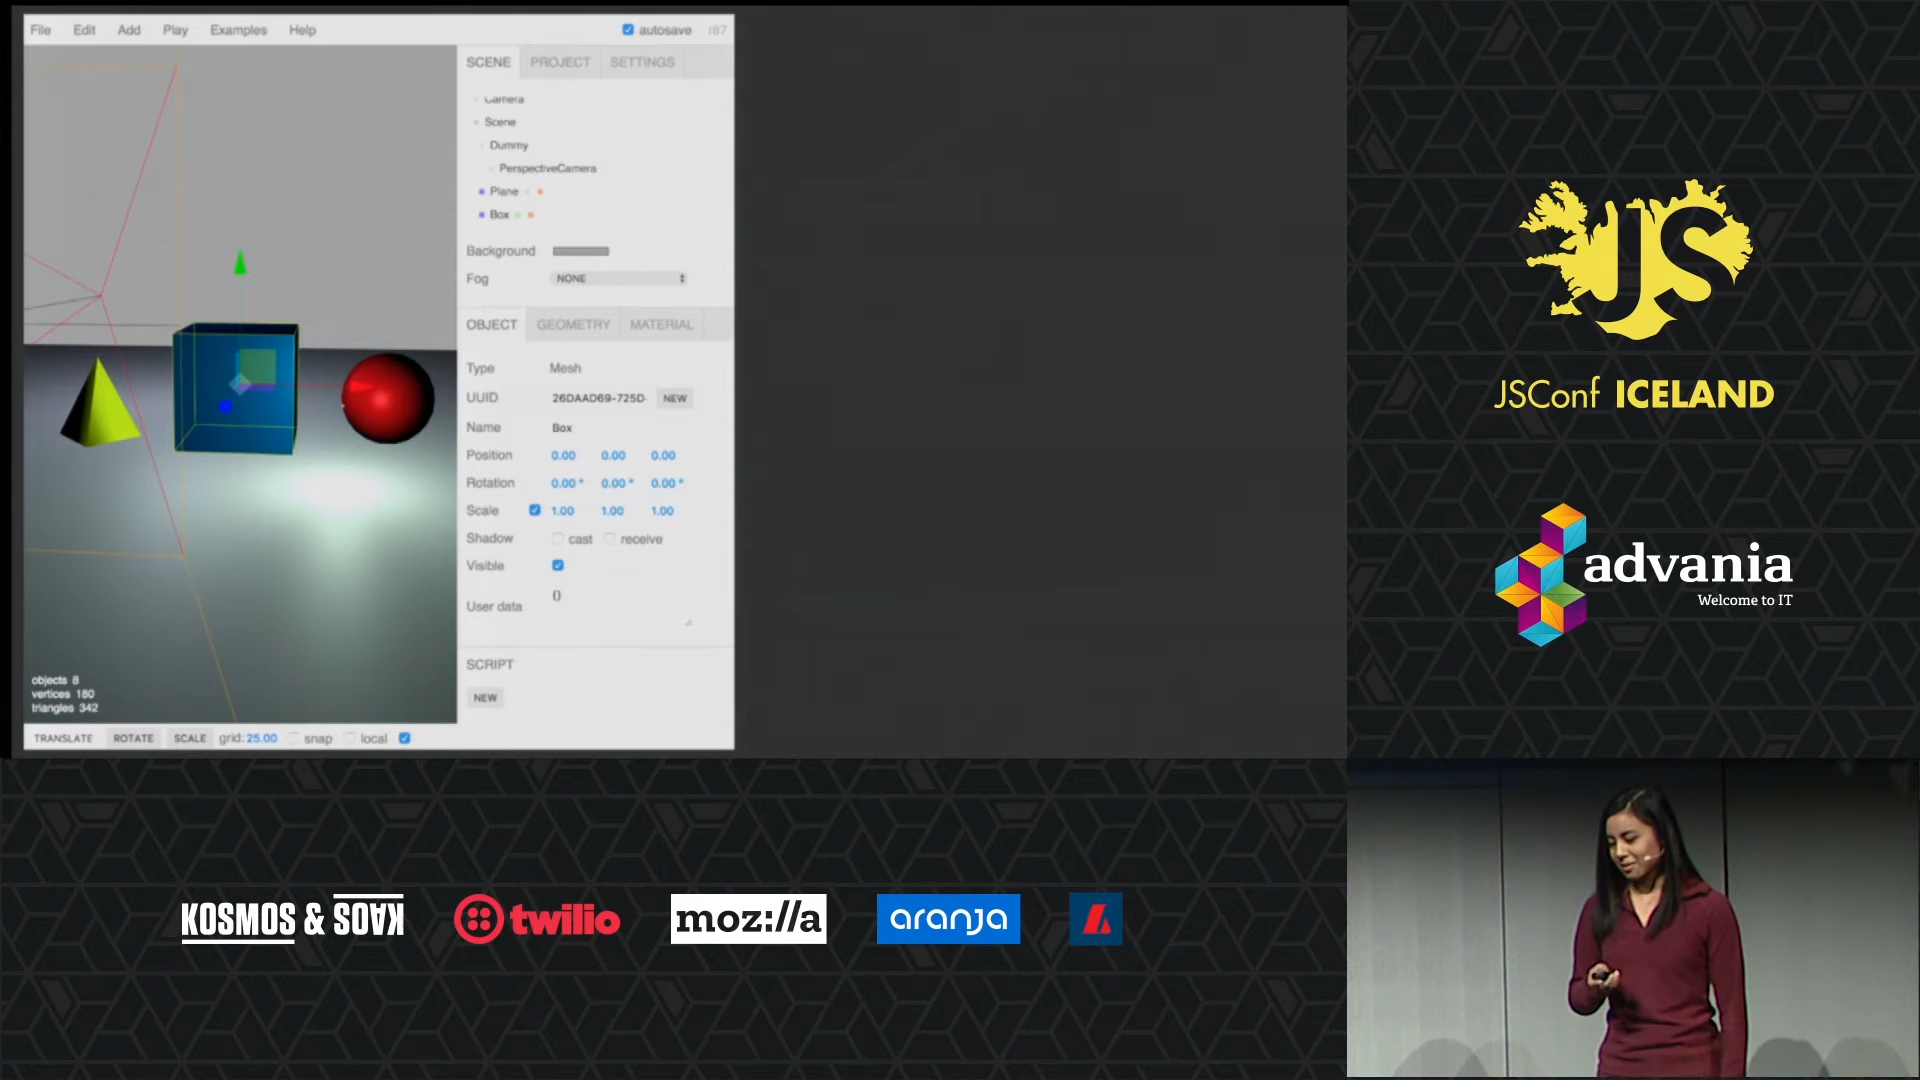 File Edit Add Play Examples Help autosave r87
SCENE PROJECT SETTINGS
Camera
Scene
Dummy
PerspectiveCamera
Plane
Box
Background
Fog NONE
OBJECT GEOMETRY MATERIAL
Type Mesh
UUID 26DAAD69-725D- NEW
Name Box
Position 0.00 0.00 0.00
Rotation 0.00° 0.00° 0.00°
Scale 1.00 1.00 1.00
Shadow cast receive
Visible
User data {}
SCRIPT
NEW
objects 8
vertices 180
triangles 342
TRANSLATE ROTATE SCALE grid: 25.00 snap local
JS
JSConf ICELAND
advania
Welcome to IT
KOSMOS & KAOS
twilio
moz://a
aranja